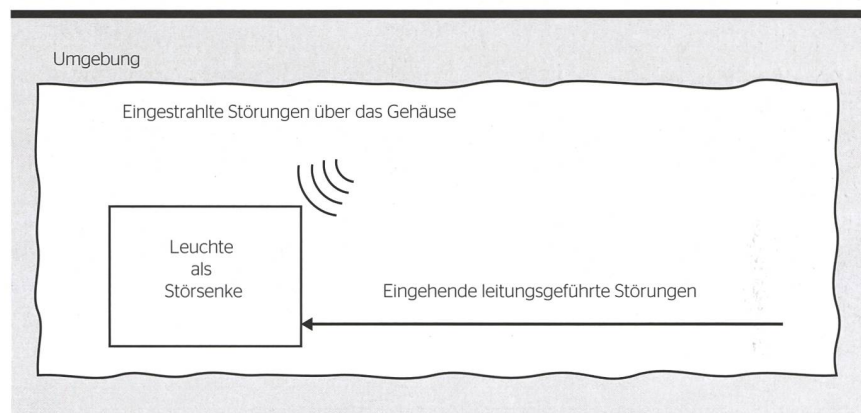 Umgebung
Eingestrahlte Störungen über das Gehäuse
Leuchte
als
Störsenke
Eingehende leitungsgeführte Störungen